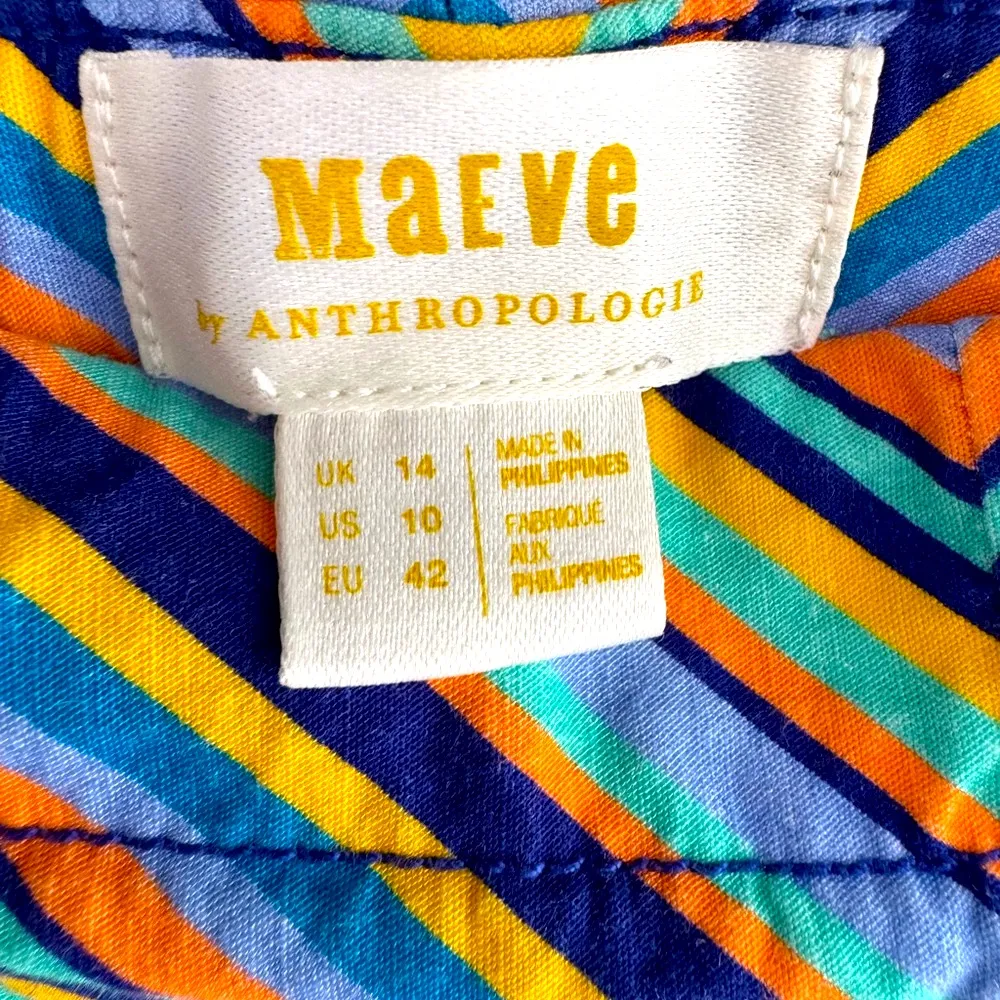 Maeve
by ANTHROPOLOGIE
UK 14
US 10
EU 42
MADE IN
PHILIPPINES
FABRIQUÉ
AUX
PHILIPPINES